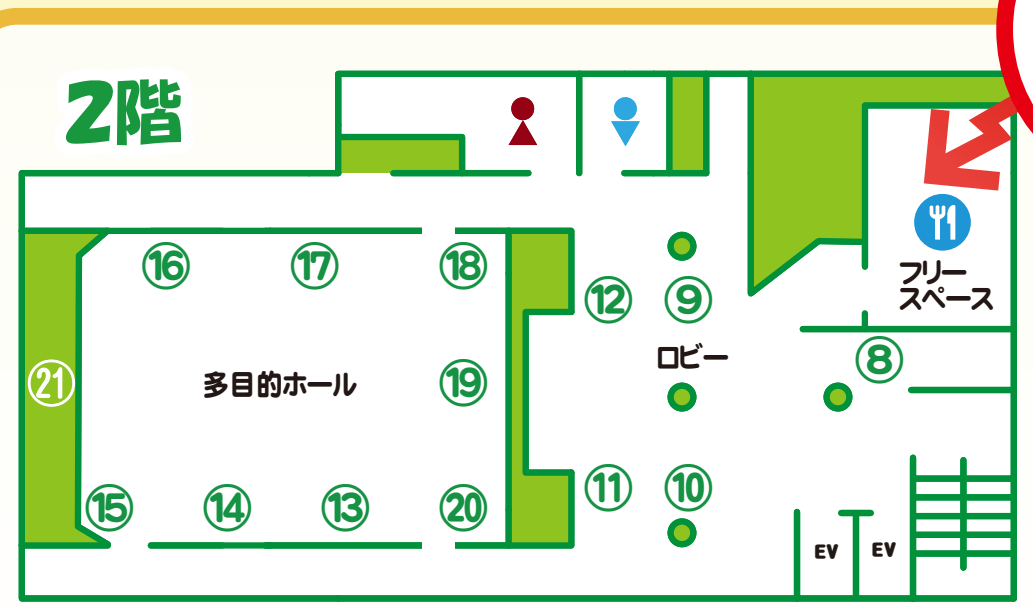 2階
⑯ ⑰ ⑱
フリー
スペース
⑫ ⑨
ロビー
⑧
㉑ 多目的ホール ⑲
⑪ ⑩
⑮ ⑭ ⑬ ⑳
EV EV